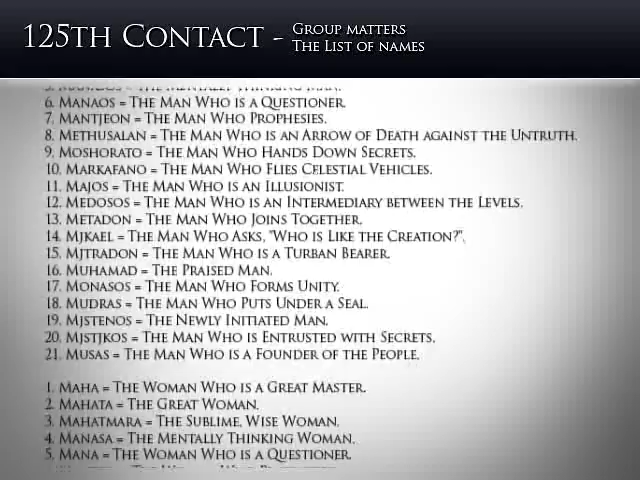 125TH CONTACT - GROUP MATTERS
THE LIST OF NAMES
6. MANAOS = THE MAN WHO IS A QUESTIONER.
7. MANTJEON = THE MAN WHO PROPHESIES.
8. METHUSALAN = THE MAN WHO IS AN ARROW OF DEATH AGAINST THE UNTRUTH.
9. MOSHORATO = THE MAN WHO HANDS DOWN SECRETS.
10. MARKAFANO = THE MAN WHO FLIES CELESTIAL VEHICLES.
11. MAJOS = THE MAN WHO IS AN ILLUSIONIST.
12. MEDOSOS = THE MAN WHO IS AN INTERMEDIARY BETWEEN THE LEVELS.
13. METADON = THE MAN WHO JOINS TOGETHER.
14. MJKAEL = THE MAN WHO ASKS, "WHO IS LIKE THE CREATION?".
15. MJTRADON = THE MAN WHO IS A TURBAN BEARER.
16. MUHAMAD = THE PRAISED MAN.
17. MONASOS = THE MAN WHO FORMS UNITY.
18. MUDRAS = THE MAN WHO PUTS UNDER A SEAL.
19. MJSTENOS = THE NEWLY INITIATED MAN.
20. MJSTJKOS = THE MAN WHO IS ENTRUSTED WITH SECRETS.
21. MUSAS = THE MAN WHO IS A FOUNDER OF THE PEOPLE.
1. MAHA = THE WOMAN WHO IS A GREAT MASTER.
2. MAHATA = THE GREAT WOMAN.
3. MAHATMARA = THE SUBLIME, WISE WOMAN.
4. MANASA = THE MENTALLY THINKING WOMAN.
5. MANA = THE WOMAN WHO IS A QUESTIONER.